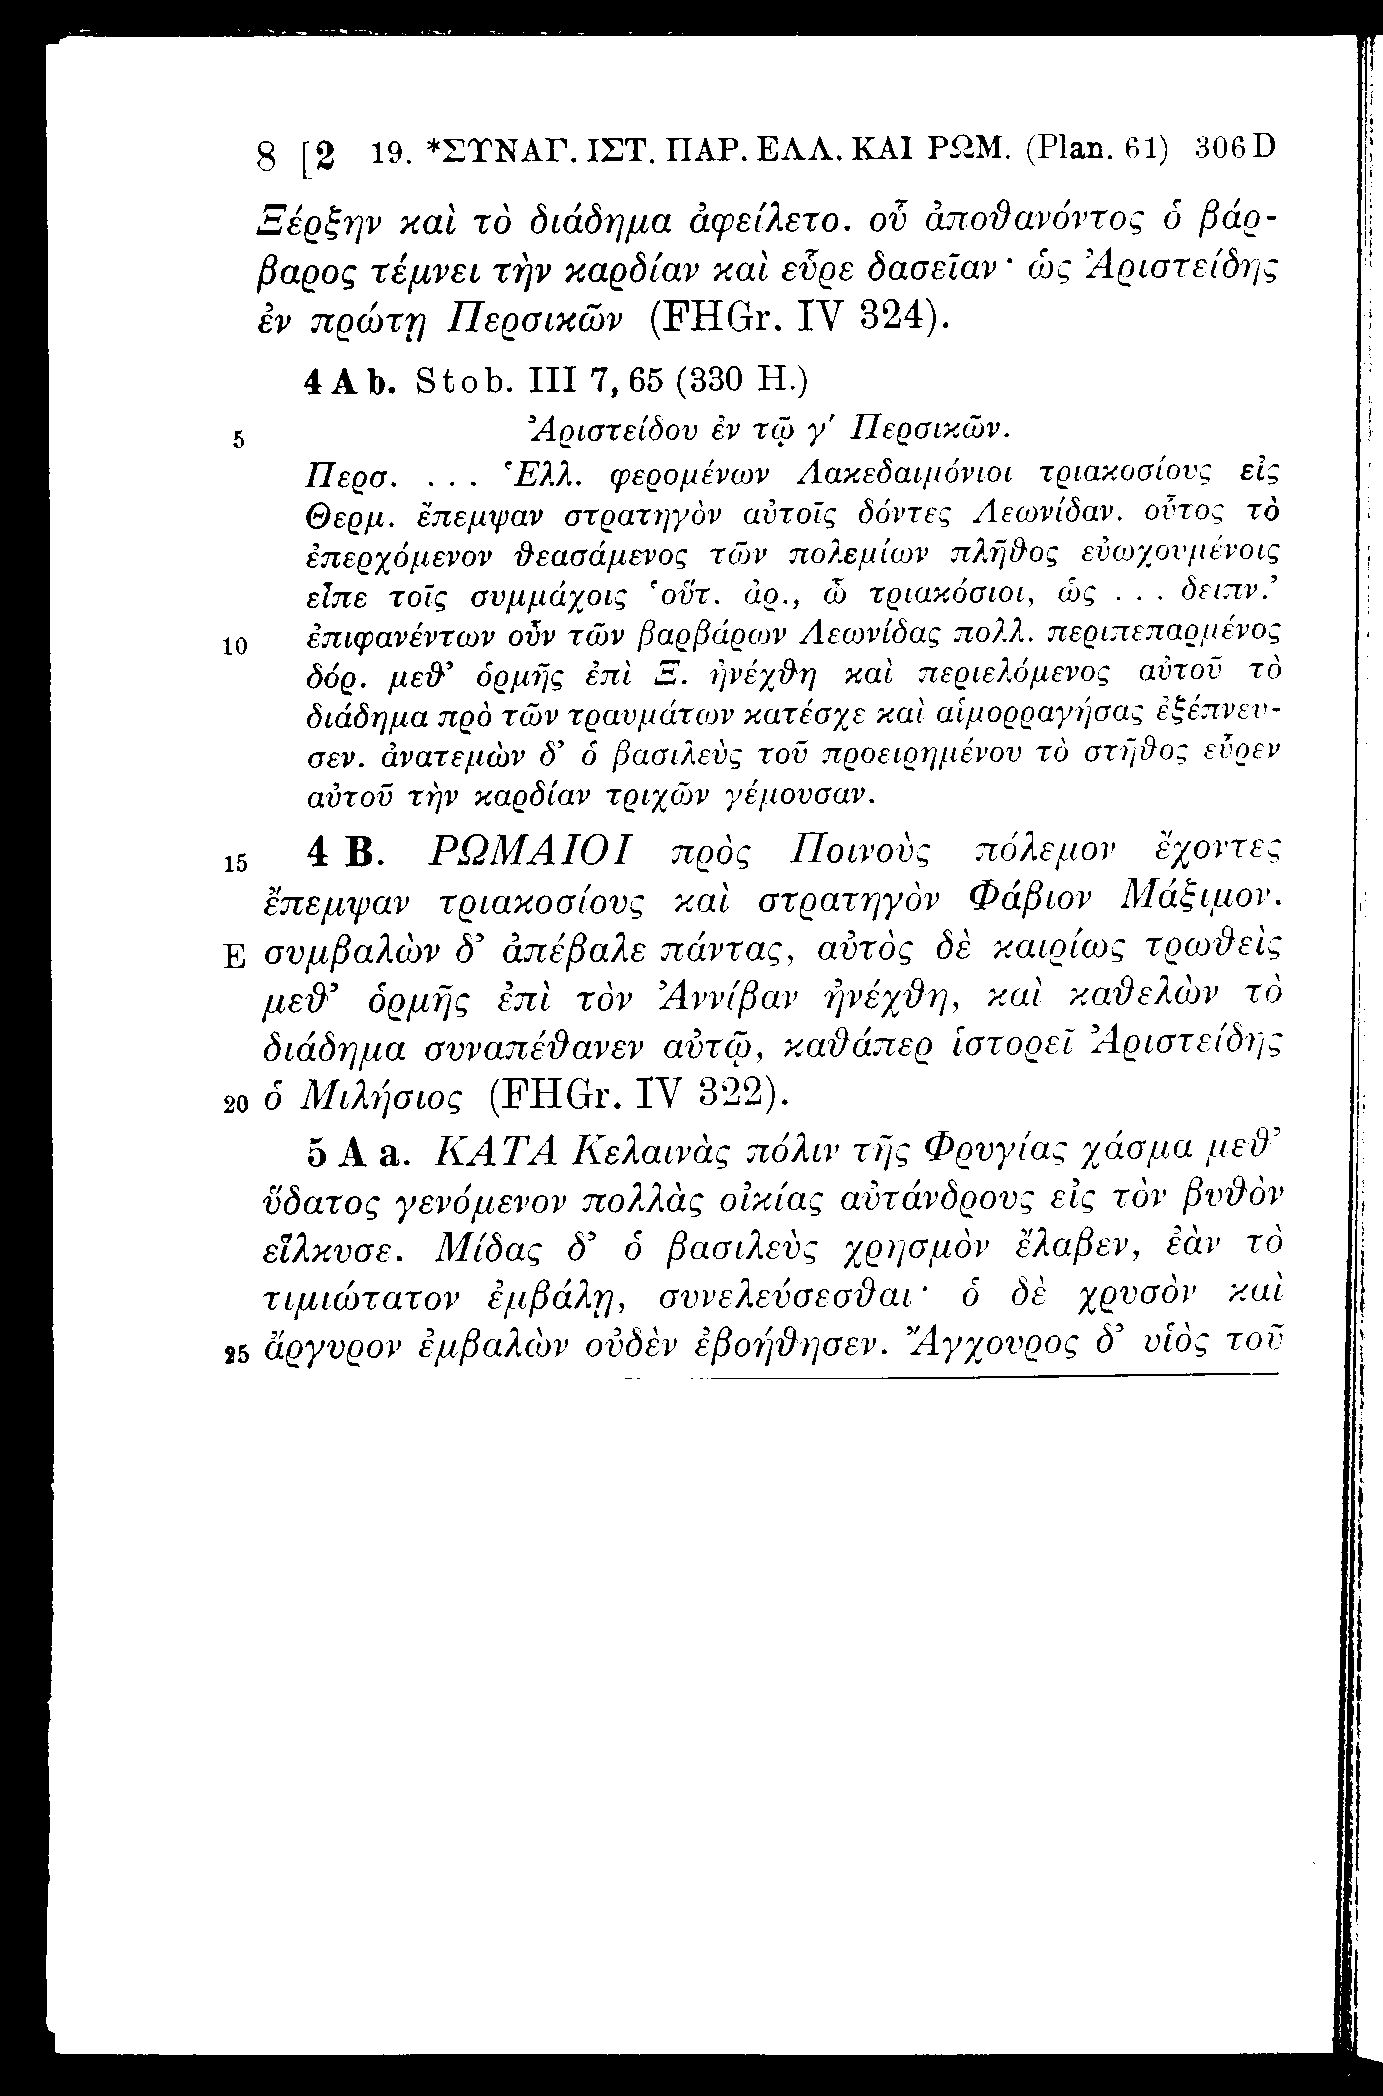 8 [2 19. *ΣΥΝΑΓ. ΙΣΤ. ΠΑΡ. ΕΛΛ. ΚΑΙ ΡΩΜ. (Plan. 61) 306 D
Ξέρξην καὶ τὸ διάδημα ἀφείλετο. οὗ ἀποθανόντος ὁ βάρ-
βαρος τέμνει τὴν καρδίαν καὶ εὗρε δασεῖαν· ὡς Ἀριστείδης
ἐν πρώτῃ Περσικῶν (FHGr. IV 324).
4 A b. Stob. III 7, 65 (330 H.)
5 Ἀριστείδου ἐν τῷ γ′ Περσικῶν.
Περσ. . . . Ἑλλ. φερομένων Λακεδαιμόνιοι τριακοσίους εἰς
Θερμ. ἔπεμψαν στρατηγὸν αὐτοῖς δόντες Λεωνίδαν. οὗτος τὸ
ἐπερχόμενον θεασάμενος τῶν πολεμίων πλῆθος εὐωχουμένοις
εἶπε τοῖς συμμάχοις ‘οὕτ. ἀρ., ὦ τριακόσιοι, ὡς . . . δειπν.’
10 ἐπιφανέντων οὖν τῶν βαρβάρων Λεωνίδας πολλ. περιπεπαρμένος
δόρ. μεθ’ ὁρμῆς ἐπὶ Ξ. ἠνέχθη καὶ περιελόμενος αὐτοῦ τὸ
διάδημα πρὸ τῶν τραυμάτων κατέσχε καὶ αἱμορραγήσας ἐξέπνευ-
σεν. ἀνατεμὼν δ’ ὁ βασιλεὺς τοῦ προειρημένου τὸ στῆθος εὗρεν
αὐτοῦ τὴν καρδίαν τριχῶν γέμουσαν.
15 4 B. ΡΩΜΑΙΟΙ πρὸς Ποινοὺς πόλεμον ἔχοντες
ἔπεμψαν τριακοσίους καὶ στρατηγὸν Φάβιον Μάξιμον.
E συμβαλὼν δ’ ἀπέβαλε πάντας, αὐτὸς δὲ καιρίως τρωθεὶς
μεθ’ ὁρμῆς ἐπὶ τὸν Ἀννίβαν ἠνέχθη, καὶ καθελὼν τὸ
διάδημα συναπέθανεν αὐτῷ, καθάπερ ἱστορεῖ Ἀριστείδης
20 ὁ Μιλήσιος (FHGr. IV 322).
5 A a. ΚΑΤΑ Κελαινὰς πόλιν τῆς Φρυγίας χάσμα μεθ’
ὕδατος γενόμενον πολλὰς οἰκίας αὐτάνδρους εἰς τὸν βυθὸν
εἵλκυσε. Μίδας δ’ ὁ βασιλεὺς χρησμὸν ἔλαβεν, ἐὰν τὸ
τιμιώτατον ἐμβάλῃ, συνελεύσεσθαι· ὁ δὲ χρυσὸν καὶ
25 ἄργυρον ἐμβαλὼν οὐδὲν ἐβοήθησεν. Ἄγχουρος δ’ υἱὸς τοῦ